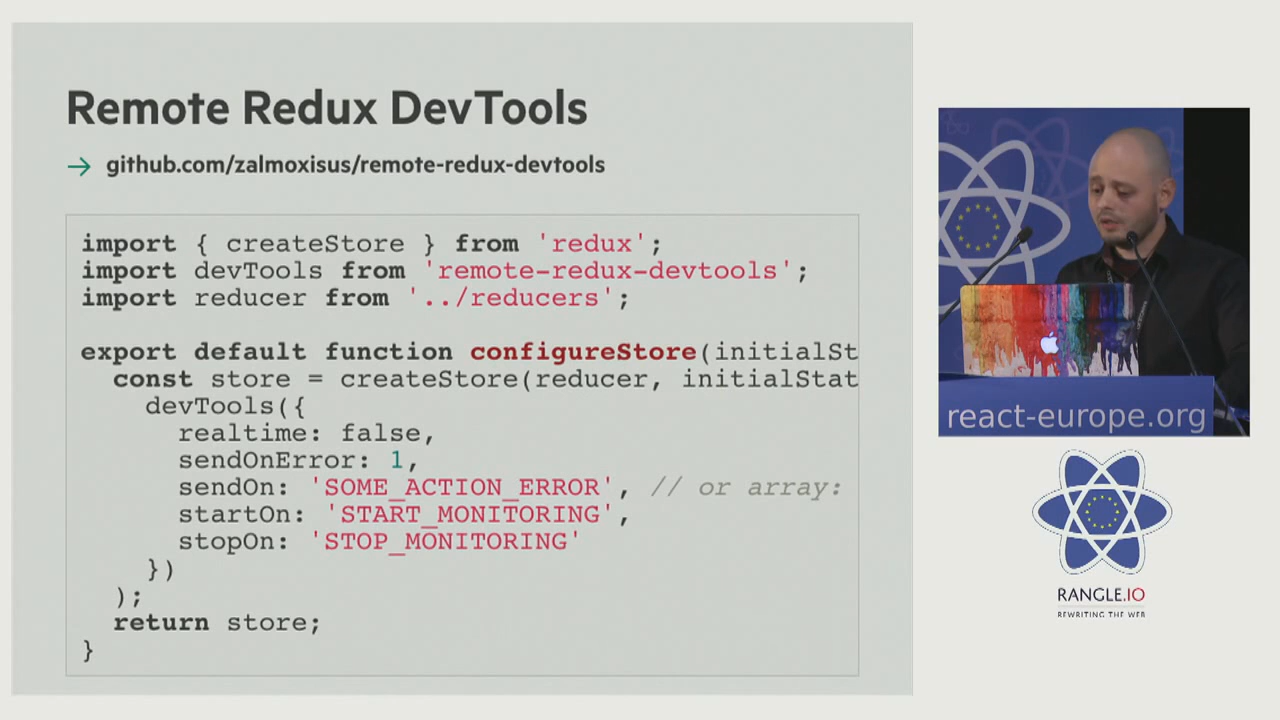 Remote Redux DevTools
→ github.com/zalmoxisus/remote-redux-devtools
import { createStore } from 'redux';
import devTools from 'remote-redux-devtools';
import reducer from '../reducers';
export default function configureStore(initialSt
  const store = createStore(reducer, initialStat
    devTools({
      realtime: false,
      sendOnError: 1,
      sendOn: 'SOME_ACTION_ERROR', // or array:
      startOn: 'START_MONITORING',
      stopOn: 'STOP_MONITORING'
    })
  );
  return store;
}
react-europe.org
RANGLE.IO
REWRITING THE WEB